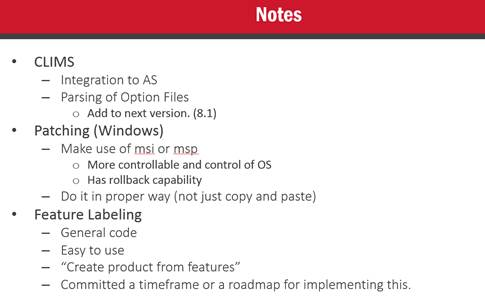 Notes
• CLIMS
– Integration to AS
– Parsing of Option Files
○ Add to next version. (8.1)
• Patching (Windows)
– Make use of msi or msp
○ More controllable and control of OS
○ Has rollback capability
– Do it in proper way (not just copy and paste)
• Feature Labeling
– General code
– Easy to use
– “Create product from features”
– Committed a timeframe or a roadmap for implementing this.